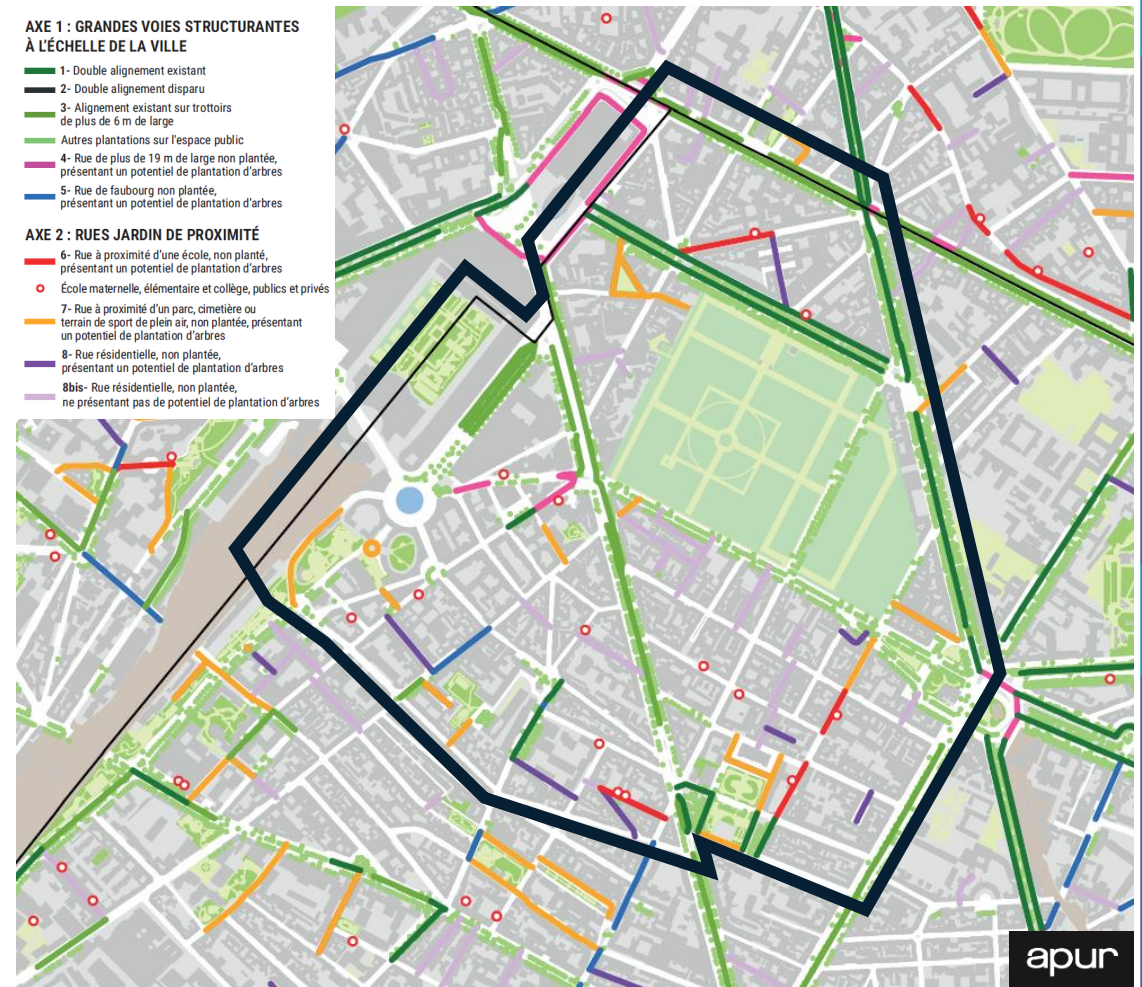 AXE 1 : GRANDES VOIES STRUCTURANTES
À L'ÉCHELLE DE LA VILLE
1- Double alignement existant
2- Double alignement disparu
3- Alignement existant sur trottoirs
de plus de 6 m de large
Autres plantations sur l'espace public
4- Rue de plus de 19 m de large non plantée,
présentant un potentiel de plantation d'arbres
5- Rue de faubourg non plantée,
présentant un potentiel de plantation d'arbres
AXE 2 : RUES JARDIN DE PROXIMITÉ
6- Rue à proximité d'une école, non planté,
présentant un potentiel de plantation d'arbres
École maternelle, élémentaire et collège, publics et privés
7- Rue à proximité d'un parc, cimetière ou
terrain de sport de plein air, non plantée, présentant
un potentiel de plantation d'arbres
8- Rue résidentielle, non plantée,
présentant un potentiel de plantation d'arbres
8bis- Rue résidentielle, non plantée,
ne présentant pas de potentiel de plantation d'arbres
apur